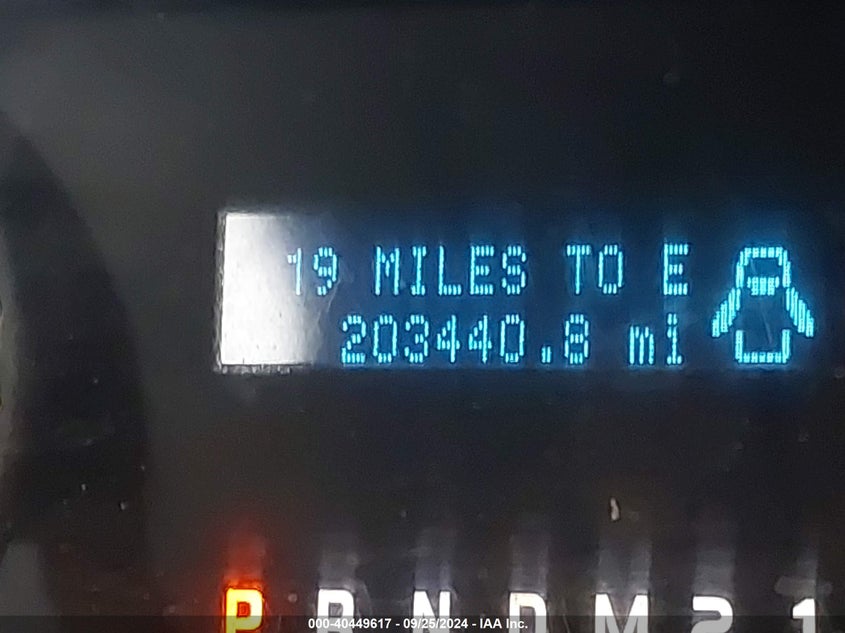 19 MILES TO E
203440.8 mi
P R N D M 2 1
000-40449617 - 09/25/2024 - IAA Inc.